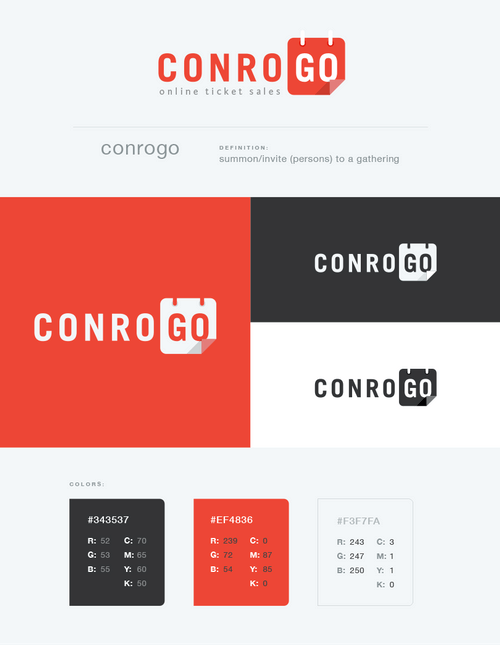 CONROGO
online ticket sales
conrogo
DEFINITION:
summon/invite (persons) to a gathering
CONROGO
CONROGO
CONROGO
COLORS:
#343537
R: 52 C: 70
G: 53 M: 65
B: 55 Y: 60
K: 50
#EF4836
R: 239 C: 0
G: 72 M: 87
B: 54 Y: 85
K: 0
#F3F7FA
R: 243 C: 3
G: 247 M: 1
B: 250 Y: 1
K: 0